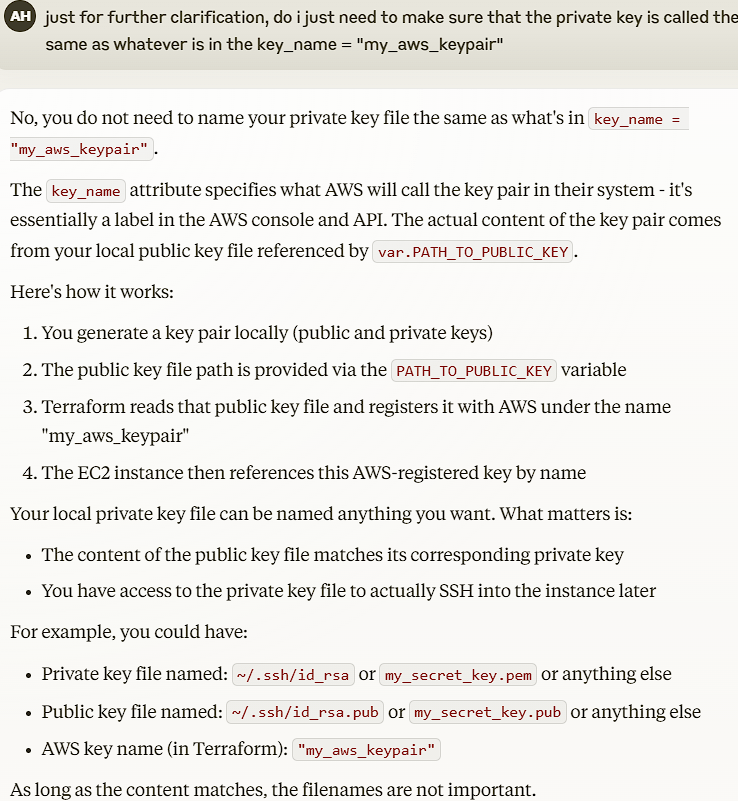 AH
just for further clarification, do i just need to make sure that the private key is called the
same as whatever is in the key_name = "my_aws_keypair"
No, you do not need to name your private key file the same as what's in key_name =
"my_aws_keypair".
The key_name attribute specifies what AWS will call the key pair in their system - it's
essentially a label in the AWS console and API. The actual content of the key pair comes
from your local public key file referenced by var.PATH_TO_PUBLIC_KEY.
Here's how it works:
1. You generate a key pair locally (public and private keys)
2. The public key file path is provided via the PATH_TO_PUBLIC_KEY variable
3. Terraform reads that public key file and registers it with AWS under the name
"my_aws_keypair"
4. The EC2 instance then references this AWS-registered key by name
Your local private key file can be named anything you want. What matters is:
• The content of the public key file matches its corresponding private key
• You have access to the private key file to actually SSH into the instance later
For example, you could have:
• Private key file named: ~/.ssh/id_rsa or my_secret_key.pem or anything else
• Public key file named: ~/.ssh/id_rsa.pub or my_secret_key.pub or anything else
• AWS key name (in Terraform): "my_aws_keypair"
As long as the content matches, the filenames are not important.